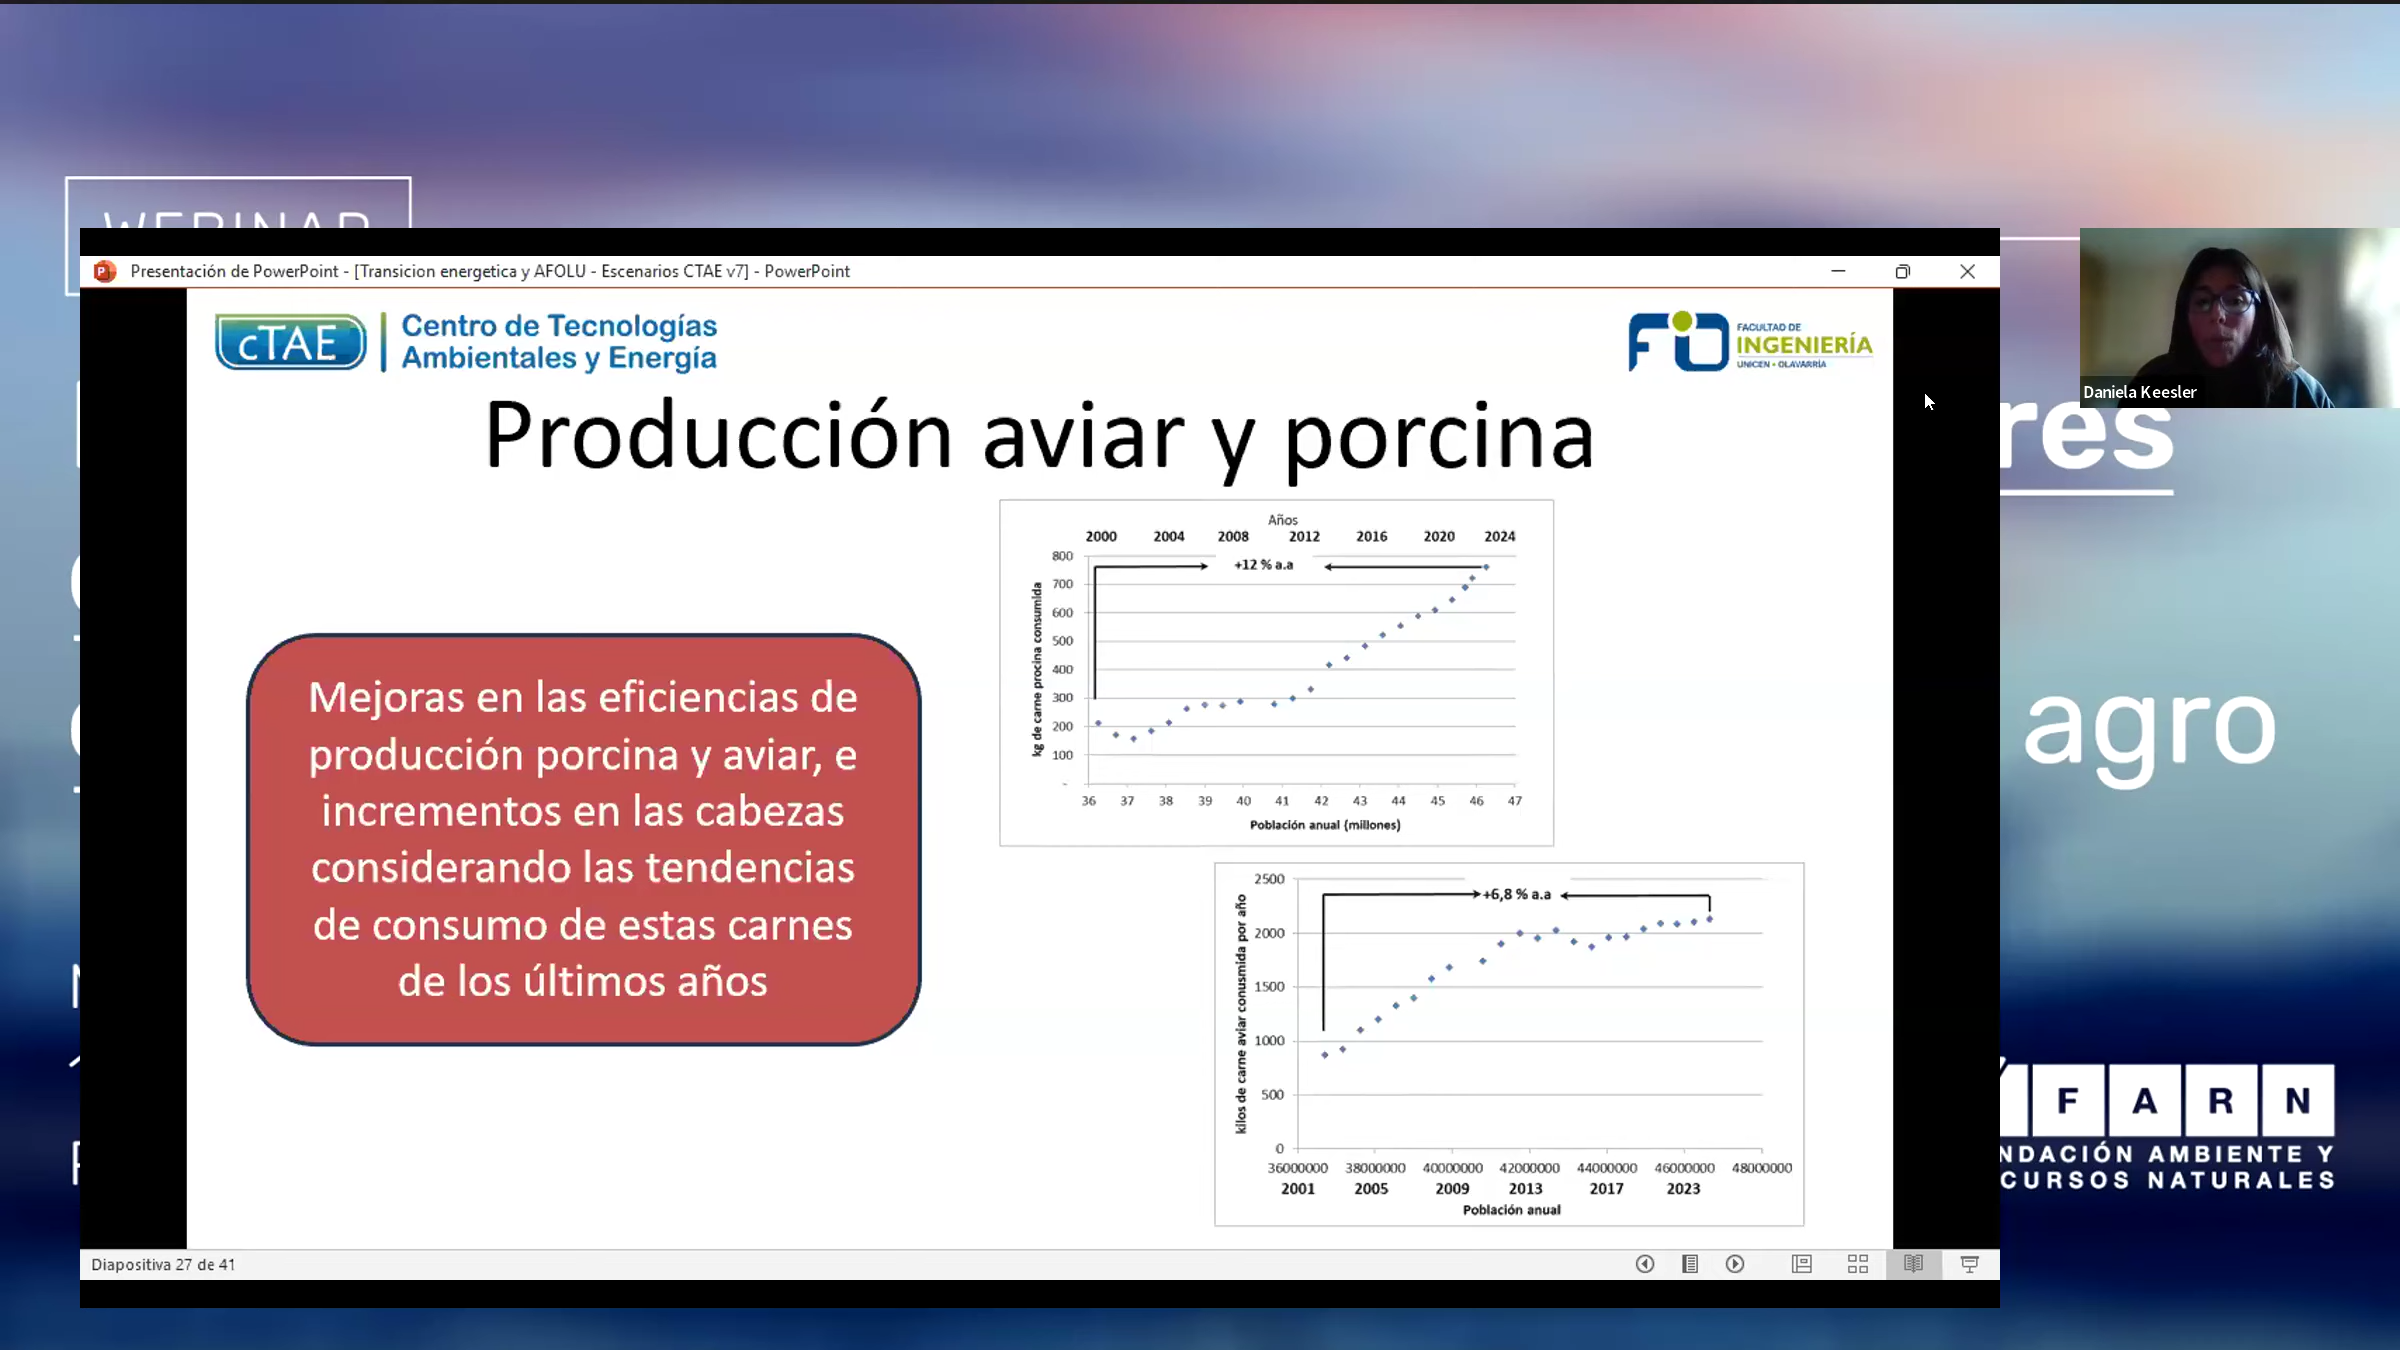 WEBINAR
Presentación de PowerPoint - [Transicion energetica y AFOLU - Escenarios CTAE v7] - PowerPoint
cTAE
Centro de Tecnologías
Ambientales y Energía
FIO
FACULTAD DE
INGENIERÍA
UNICEN • OLAVARRÍA
Daniela Keesler
Producción aviar y porcina
res
agro
Mejoras en las eficiencias de
producción porcina y aviar, e
incrementos en las cabezas
considerando las tendencias
de consumo de estas carnes
de los últimos años
Años
2000 2004 2008 2012 2016 2020 2024
+12 % a.a
kg de carne procina consumida
800
700
600
500
400
300
200
100
-
36 37 38 39 40 41 42 43 44 45 46 47
Población anual (millones)
+6,8 % a.a
kilos de carne aviar conusmida por año
2500
2000
1500
1000
500
0
36000000 38000000 40000000 42000000 44000000 46000000 48000000
2001 2005 2009 2013 2017 2023
Población anual
F A R N
NDACIÓN AMBIENTE Y
CURSOS NATURALES
Diapositiva 27 de 41